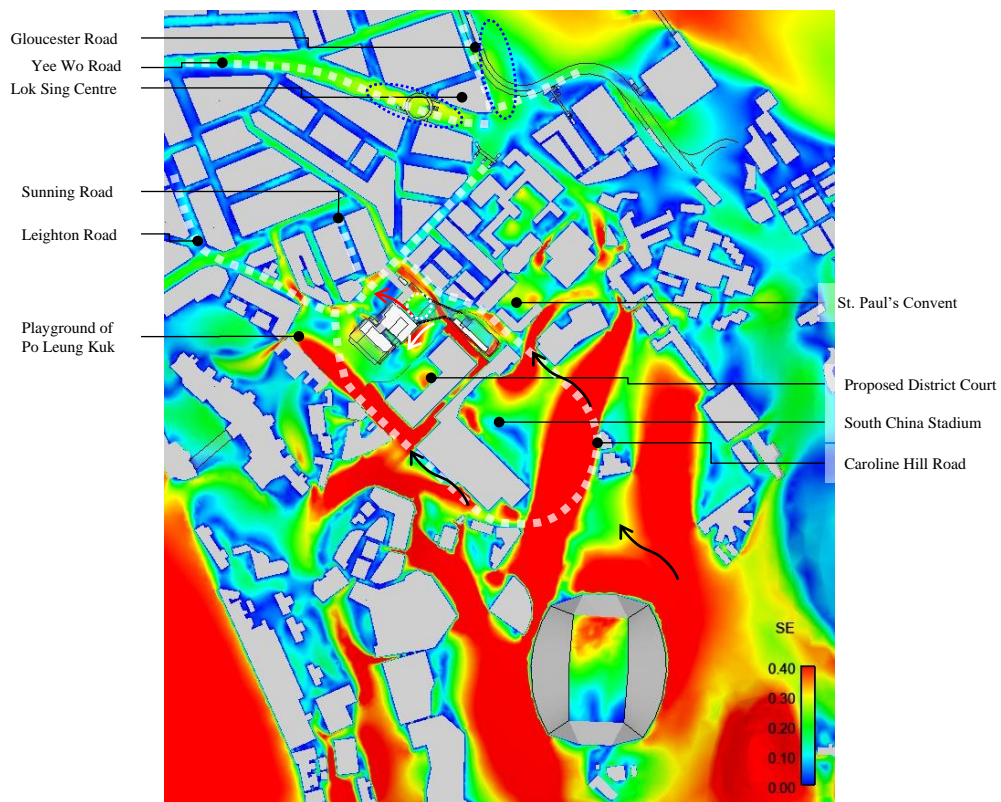 Gloucester Road
Yee Wo Road
Lok Sing Centre
Sunning Road
Leighton Road
Playground of
Po Leung Kuk
St. Paul's Convent
Proposed District Court
South China Stadium
Caroline Hill Road
SE
0.40
0.30
0.20
0.10
0.00